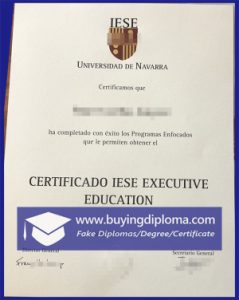 IESE
UNIVERSIDAD DE NAVARRA
Certificamos que
ha completado con éxito los Programas Enfocados
que le permiten obtener el
CERTIFICADO IESE EXECUTIVE
EDUCATION
www.buyingdiploma.com
Fake Diplomas/Degree/Certificate
Secretario General